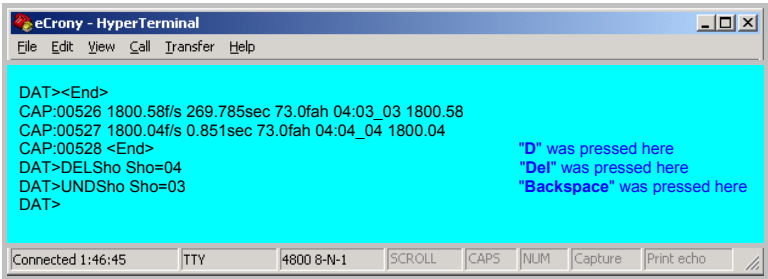 eCrony - HyperTerminal
File Edit View Call Transfer Help
DAT><End>
CAP:00526 1800.58f/s 269.785sec 73.0fah 04:03_03 1800.58
CAP:00527 1800.04f/s 0.851sec 73.0fah 04:04_04 1800.04
CAP:00528 <End> "D" was pressed here
DAT>DELSho Sho=04 "Del" was pressed here
DAT>UNDSho Sho=03 "Backspace" was pressed here
DAT>
Connected 1:46:45 TTY 4800 8-N-1 SCROLL CAPS NUM Capture Print echo